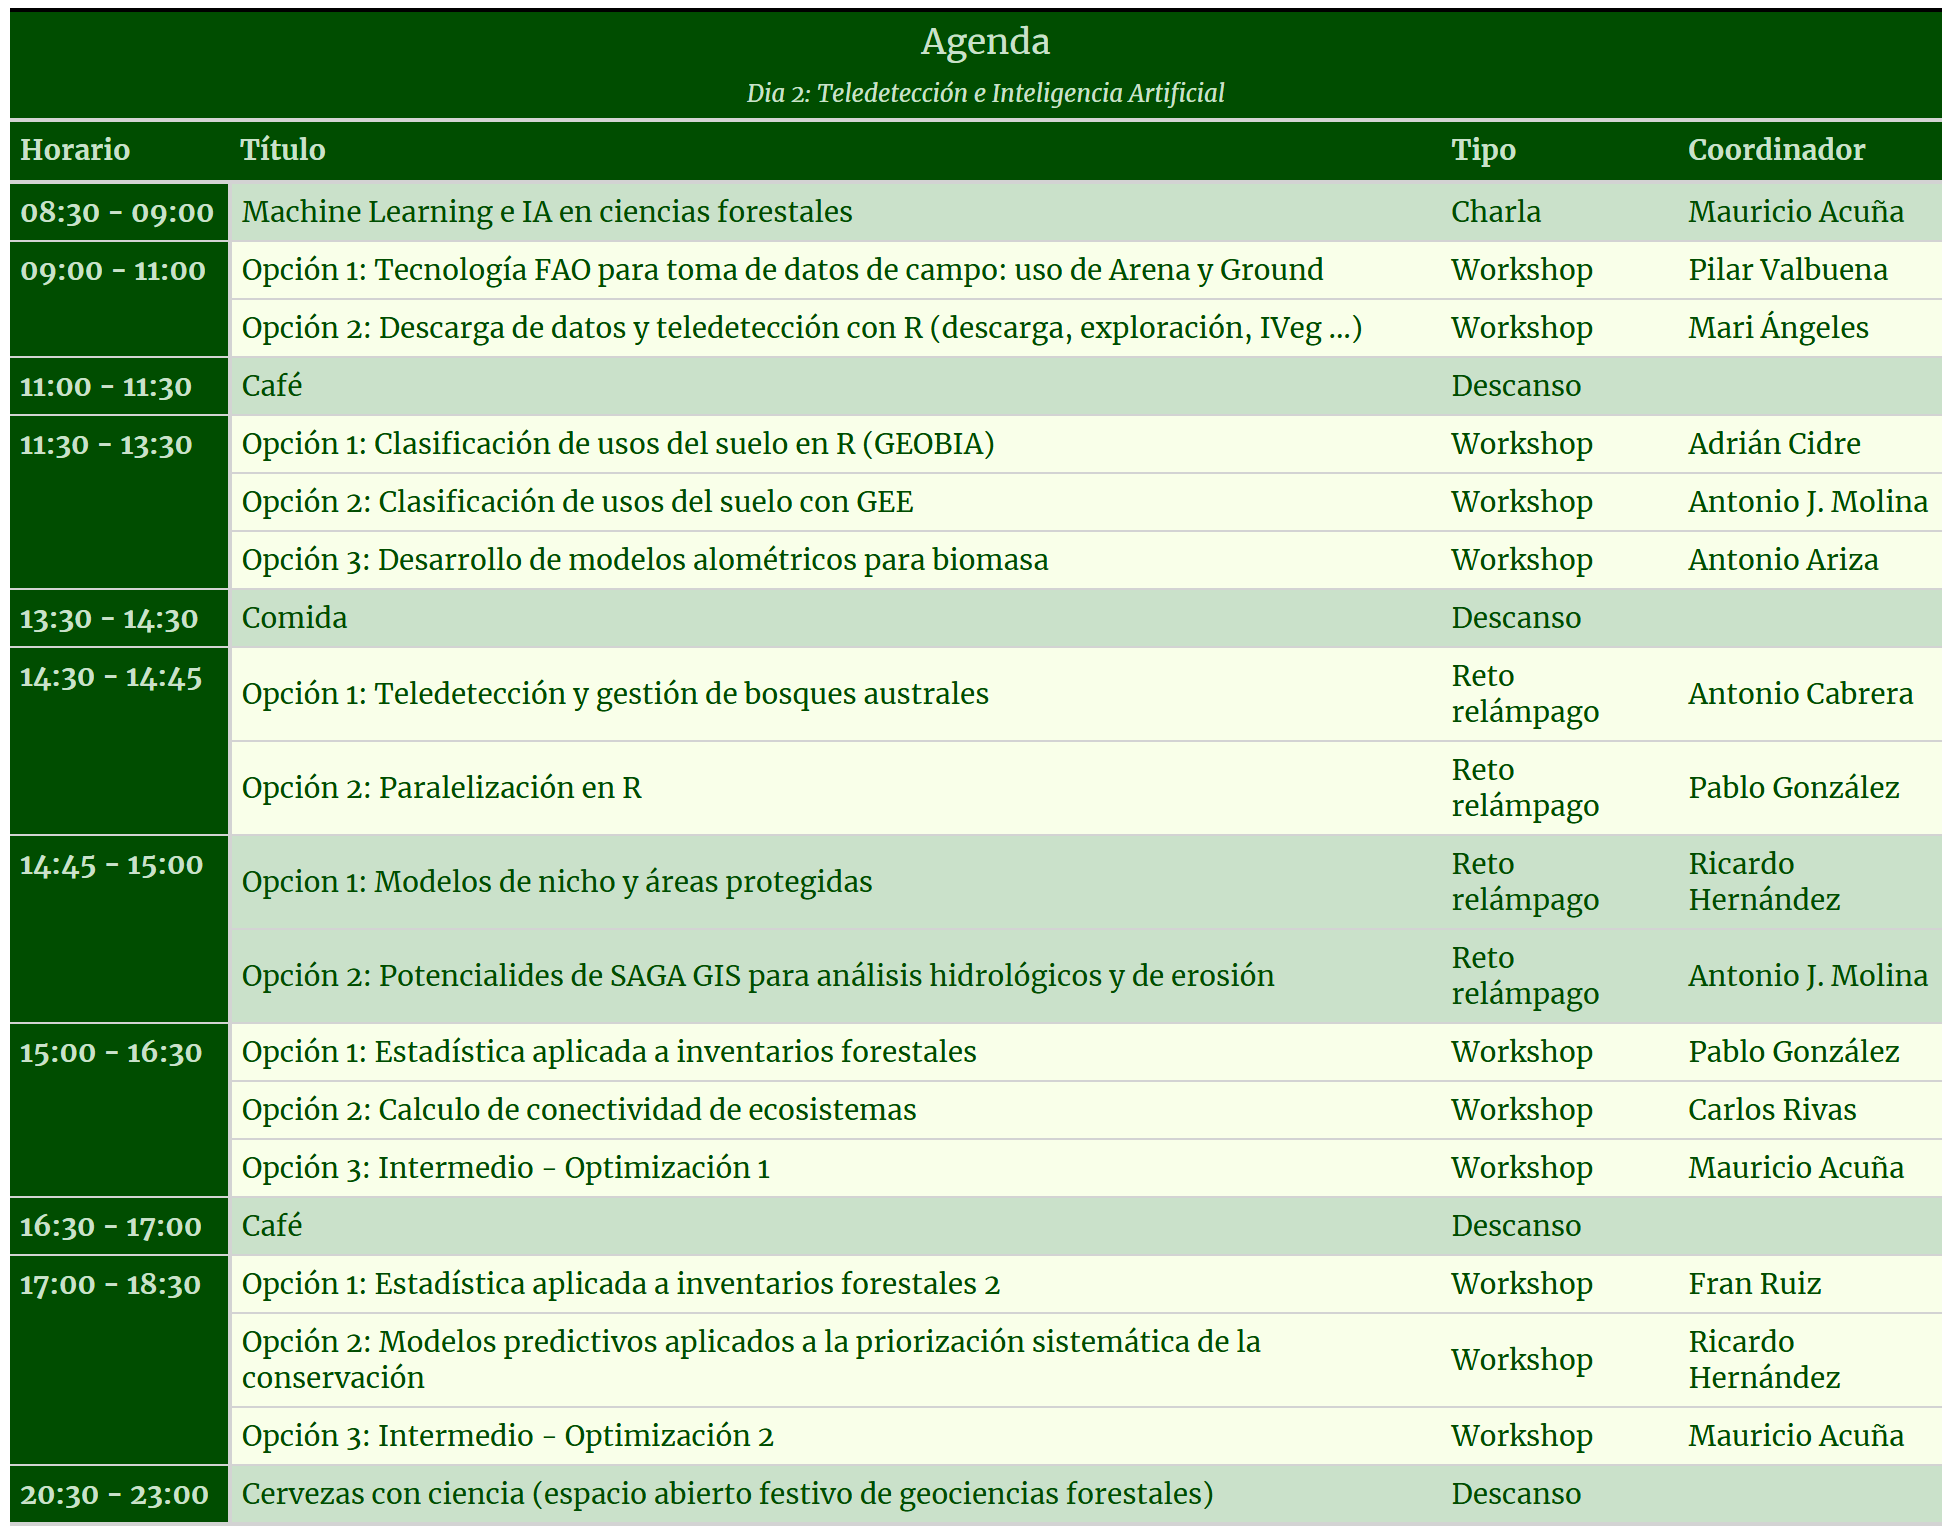 Agenda
Dia 2: Teledetección e Inteligencia Artificial
Horario Título Tipo Coordinador
08:30 - 09:00 Machine Learning e IA en ciencias forestales Charla Mauricio Acuña
09:00 - 11:00 Opción 1: Tecnología FAO para toma de datos de campo: uso de Arena y Ground Workshop Pilar Valbuena
Opción 2: Descarga de datos y teledetección con R (descarga, exploración, IVeg ...) Workshop Mari Ángeles
11:00 - 11:30 Café Descanso
11:30 - 13:30 Opción 1: Clasificación de usos del suelo en R (GEOBIA) Workshop Adrián Cidre
Opción 2: Clasificación de usos del suelo con GEE Workshop Antonio J. Molina
Opción 3: Desarrollo de modelos alométricos para biomasa Workshop Antonio Ariza
13:30 - 14:30 Comida Descanso
14:30 - 14:45 Opción 1: Teledetección y gestión de bosques australes Reto
relámpago Antonio Cabrera
Opción 2: Paralelización en R Reto
relámpago Pablo González
14:45 - 15:00 Opcion 1: Modelos de nicho y áreas protegidas Reto
relámpago Ricardo
Hernández
Opción 2: Potencialides de SAGA GIS para análisis hidrológicos y de erosión Reto
relámpago Antonio J. Molina
15:00 - 16:30 Opción 1: Estadística aplicada a inventarios forestales Workshop Pablo González
Opción 2: Calculo de conectividad de ecosistemas Workshop Carlos Rivas
Opción 3: Intermedio - Optimización 1 Workshop Mauricio Acuña
16:30 - 17:00 Café Descanso
17:00 - 18:30 Opción 1: Estadística aplicada a inventarios forestales 2 Workshop Fran Ruiz
Opción 2: Modelos predictivos aplicados a la priorización sistemática de la
conservación Workshop Ricardo
Hernández
Opción 3: Intermedio - Optimización 2 Workshop Mauricio Acuña
20:30 - 23:00 Cervezas con ciencia (espacio abierto festivo de geociencias forestales) Descanso